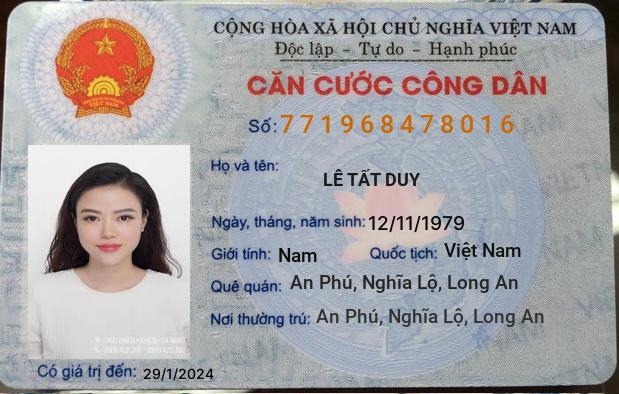 CỘNG HÒA XÃ HỘI CHỦ NGHĨA VIỆT NAM
Độc lập - Tự do - Hạnh phúc
CĂN CƯỚC CÔNG DÂN
Số: 771968478016
Họ và tên:
LÊ TẤT DUY
Ngày, tháng, năm sinh: 12/11/1979
Giới tính: Nam Quốc tịch: Việt Nam
Quê quán: An Phú, Nghĩa Lộ, Long An
Nơi thường trú: An Phú, Nghĩa Lộ, Long An
Có giá trị đến: 29/1/2024
VIỆT NAM